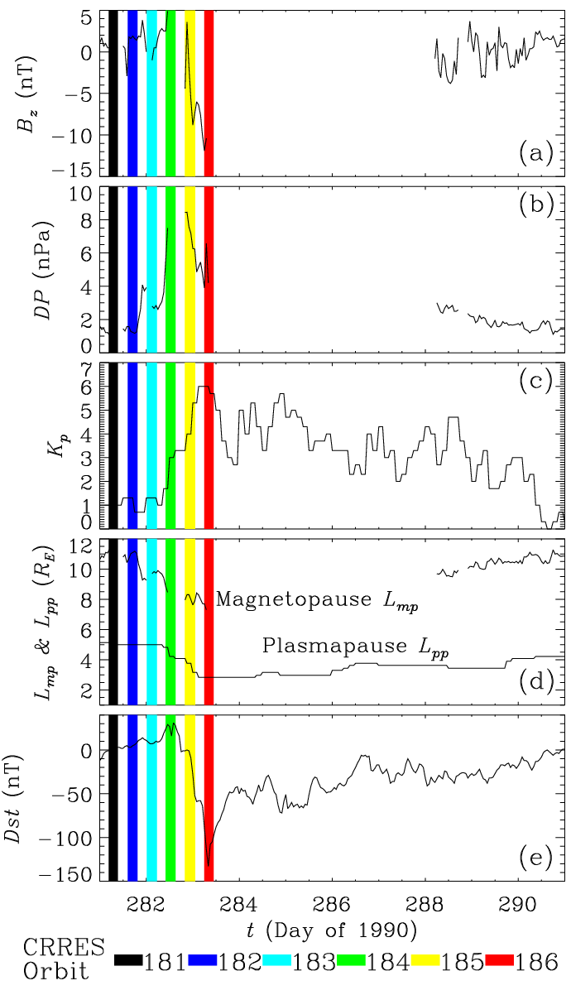 5
0
−5
−10
−15
B_z (nT)
(a)
10
8
6
4
2
0
DP (nPa)
(b)
7
6
5
4
3
2
1
0
K_p
(c)
12
10
8
6
4
2
L_mp & L_pp (R_E)
Magnetopause L_mp
Plasmapause L_pp
(d)
0
−50
−100
−150
Dst (nT)
(e)
282 284 286 288 290
t (Day of 1990)
CRRES
Orbit
181 182 183 184 185 186